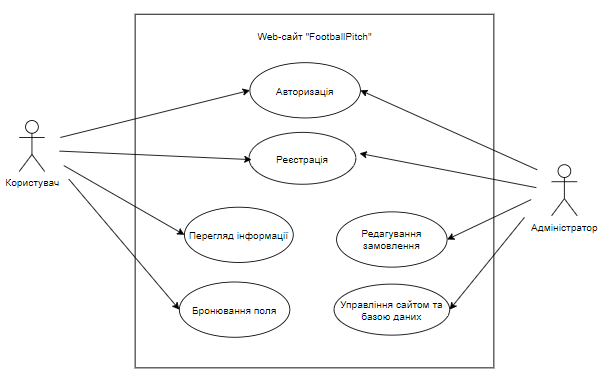 Web-сайт "FootballPitch"
Авторизація
Реєстрація
Користувач
Перегляд інформації
Редагування
замовлення
Адміністратор
Бронювання поля
Управління сайтом та
базою даних